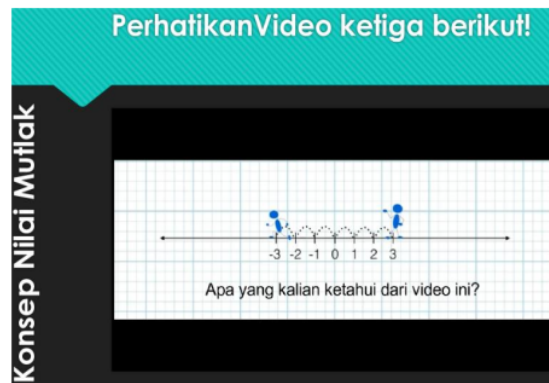 PerhatikanVideo ketiga berikut!
Konsep Nilai Mutlak
-3 -2 -1 0 1 2 3
Apa yang kalian ketahui dari video ini?